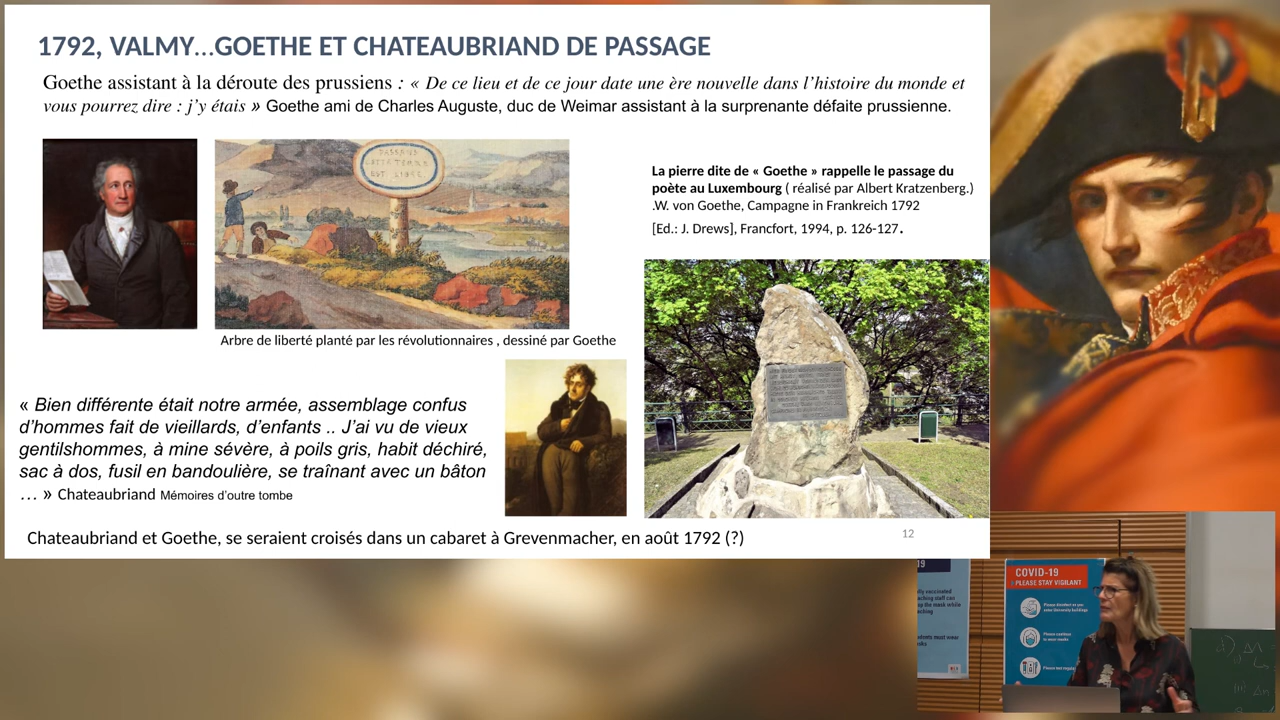 1792, VALMY…GOETHE ET CHATEAUBRIAND DE PASSAGE
Goethe assistant à la déroute des prussiens : « De ce lieu et de ce jour date une ère nouvelle dans l’histoire du monde et
vous pourrez dire : j’y étais » Goethe ami de Charles Auguste, duc de Weimar assistant à la surprenante défaite prussienne.
La pierre dite de « Goethe » rappelle le passage du
poète au Luxembourg ( réalisé par Albert Kratzenberg.)
.W. von Goethe, Campagne in Frankreich 1792
[Ed.: J. Drews], Francfort, 1994, p. 126-127.
Arbre de liberté planté par les révolutionnaires , dessiné par Goethe
« Bien différente était notre armée, assemblage confus
d’hommes fait de vieillards, d’enfants .. J’ai vu de vieux
gentilshommes, à mine sévère, à poils gris, habit déchiré,
sac à dos, fusil en bandoulière, se traînant avec un bâton
… » Chateaubriand Mémoires d’outre tombe
Chateaubriand et Goethe, se seraient croisés dans un cabaret à Grevenmacher, en août 1792 (?)
12
19
COVID-19
PLEASE STAY VIGILANT